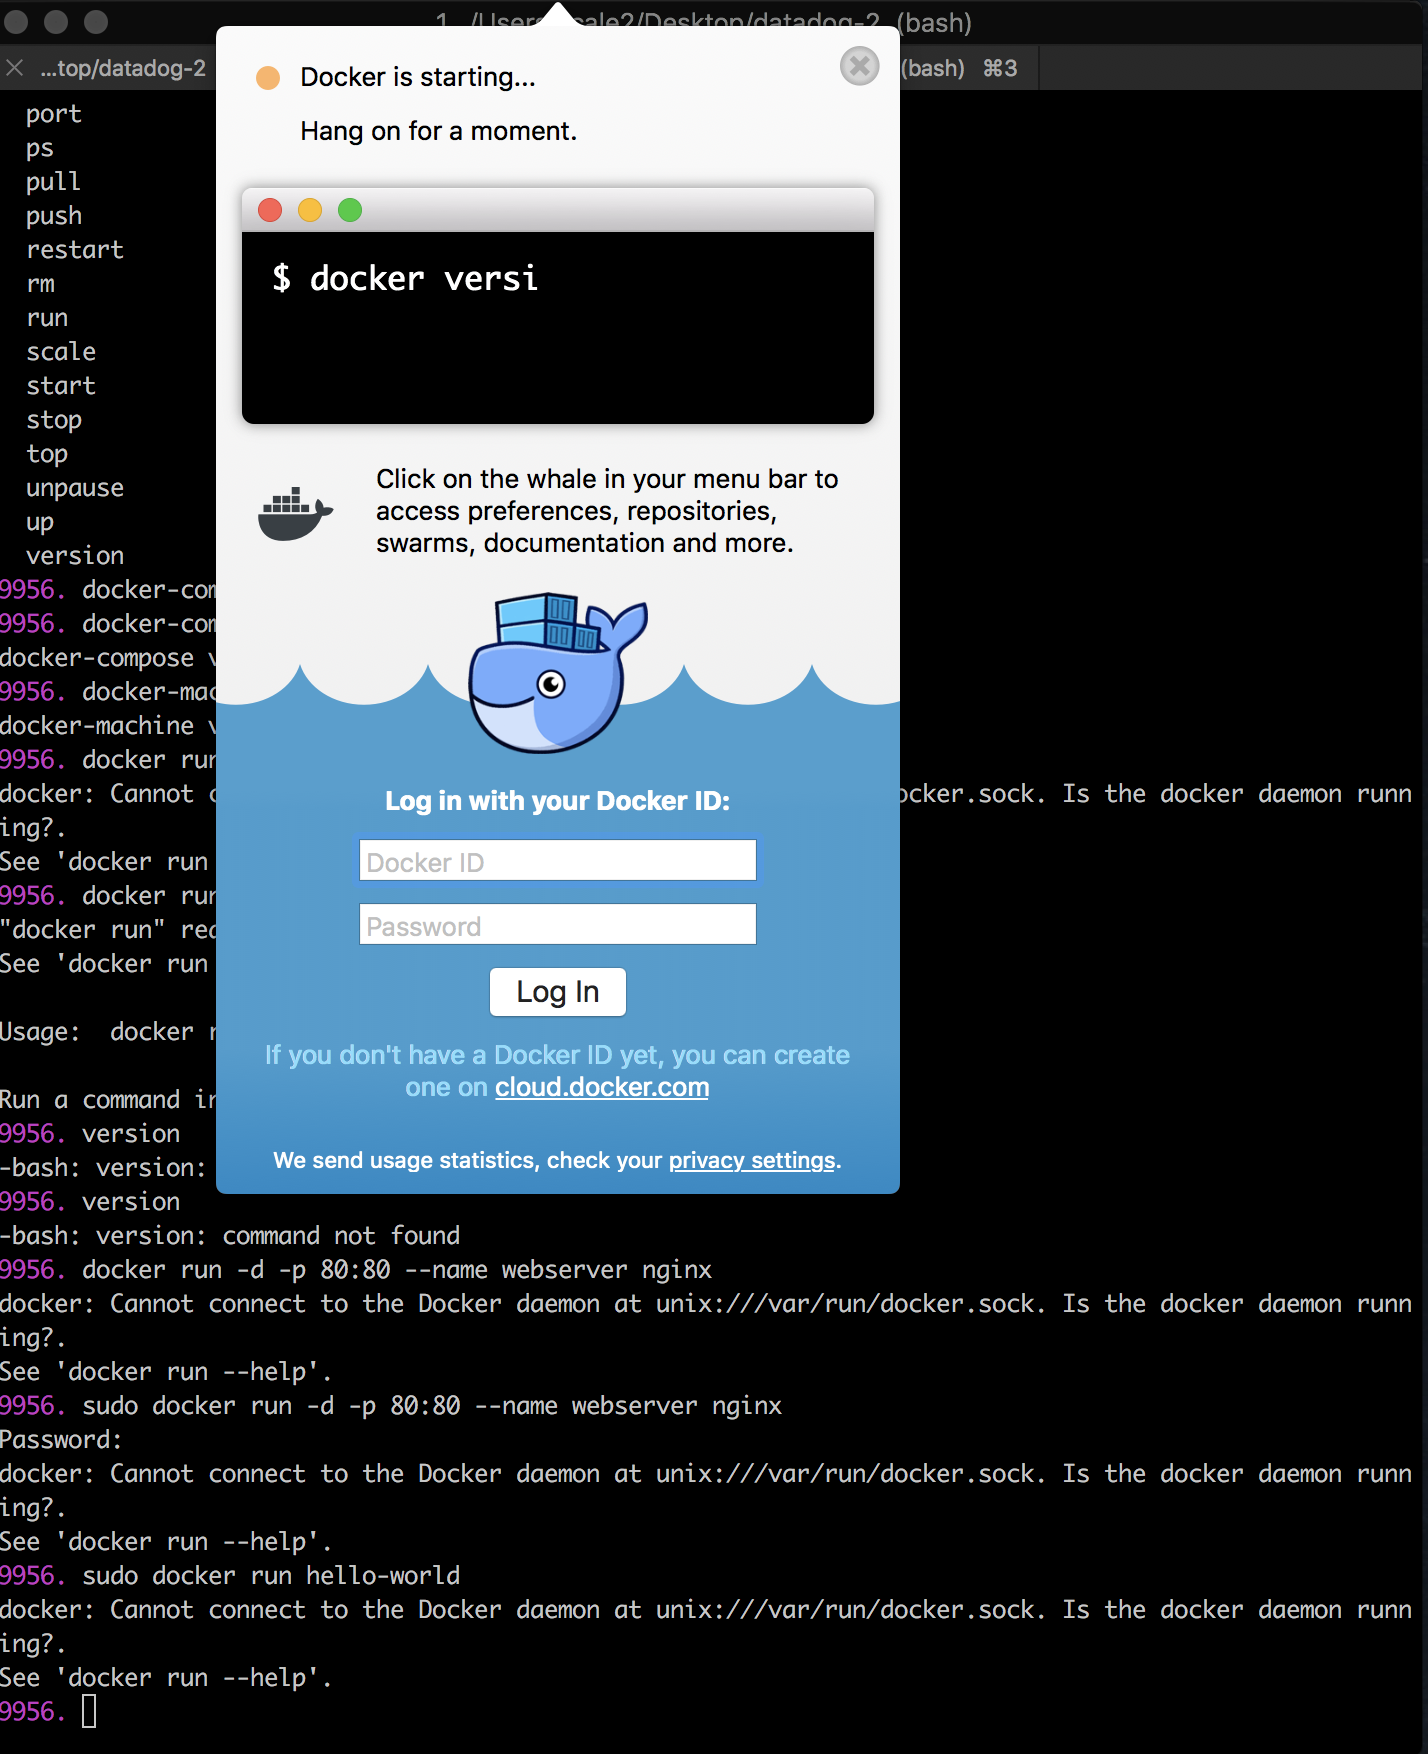 1. /Users
ale2/Desktop/datadog-2 (bash)
...top/datadog-2
(bash) ⌘3
port
ps
pull
push
restart
rm
run
scale
start
stop
top
unpause
up
version
9956. docker-com
9956. docker-com
docker-compose v
9956. docker-mac
docker-machine v
9956. docker run
docker: Cannot c
ocker.sock. Is the docker daemon runn
ing?.
See 'docker run
9956. docker run
"docker run" req
See 'docker run
Usage:  docker r
Run a command in
9956. version
-bash: version:
9956. version
-bash: version: command not found
9956. docker run -d -p 80:80 --name webserver nginx
docker: Cannot connect to the Docker daemon at unix:///var/run/docker.sock. Is the docker daemon runn
ing?.
See 'docker run --help'.
9956. sudo docker run -d -p 80:80 --name webserver nginx
Password:
docker: Cannot connect to the Docker daemon at unix:///var/run/docker.sock. Is the docker daemon runn
ing?.
See 'docker run --help'.
9956. sudo docker run hello-world
docker: Cannot connect to the Docker daemon at unix:///var/run/docker.sock. Is the docker daemon runn
ing?.
See 'docker run --help'.
9956.
Docker is starting...
Hang on for a moment.
$ docker versi
Click on the whale in your menu bar to
access preferences, repositories,
swarms, documentation and more.
Log in with your Docker ID:
Docker ID
Password
Log In
If you don't have a Docker ID yet, you can create
one on cloud.docker.com
We send usage statistics, check your privacy settings.